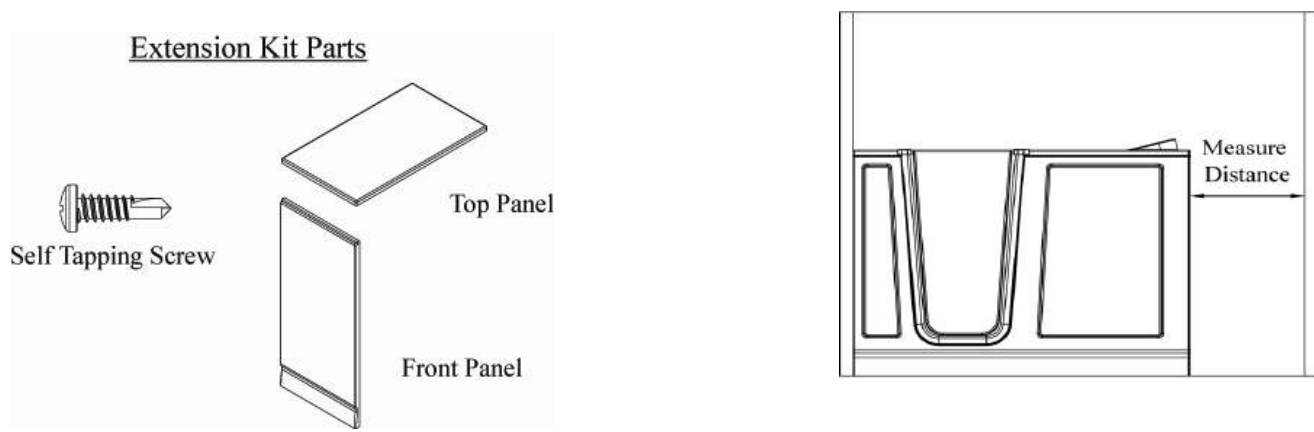 Extension Kit Parts
Top Panel
Self Tapping Screw
Front Panel
Measure
Distance